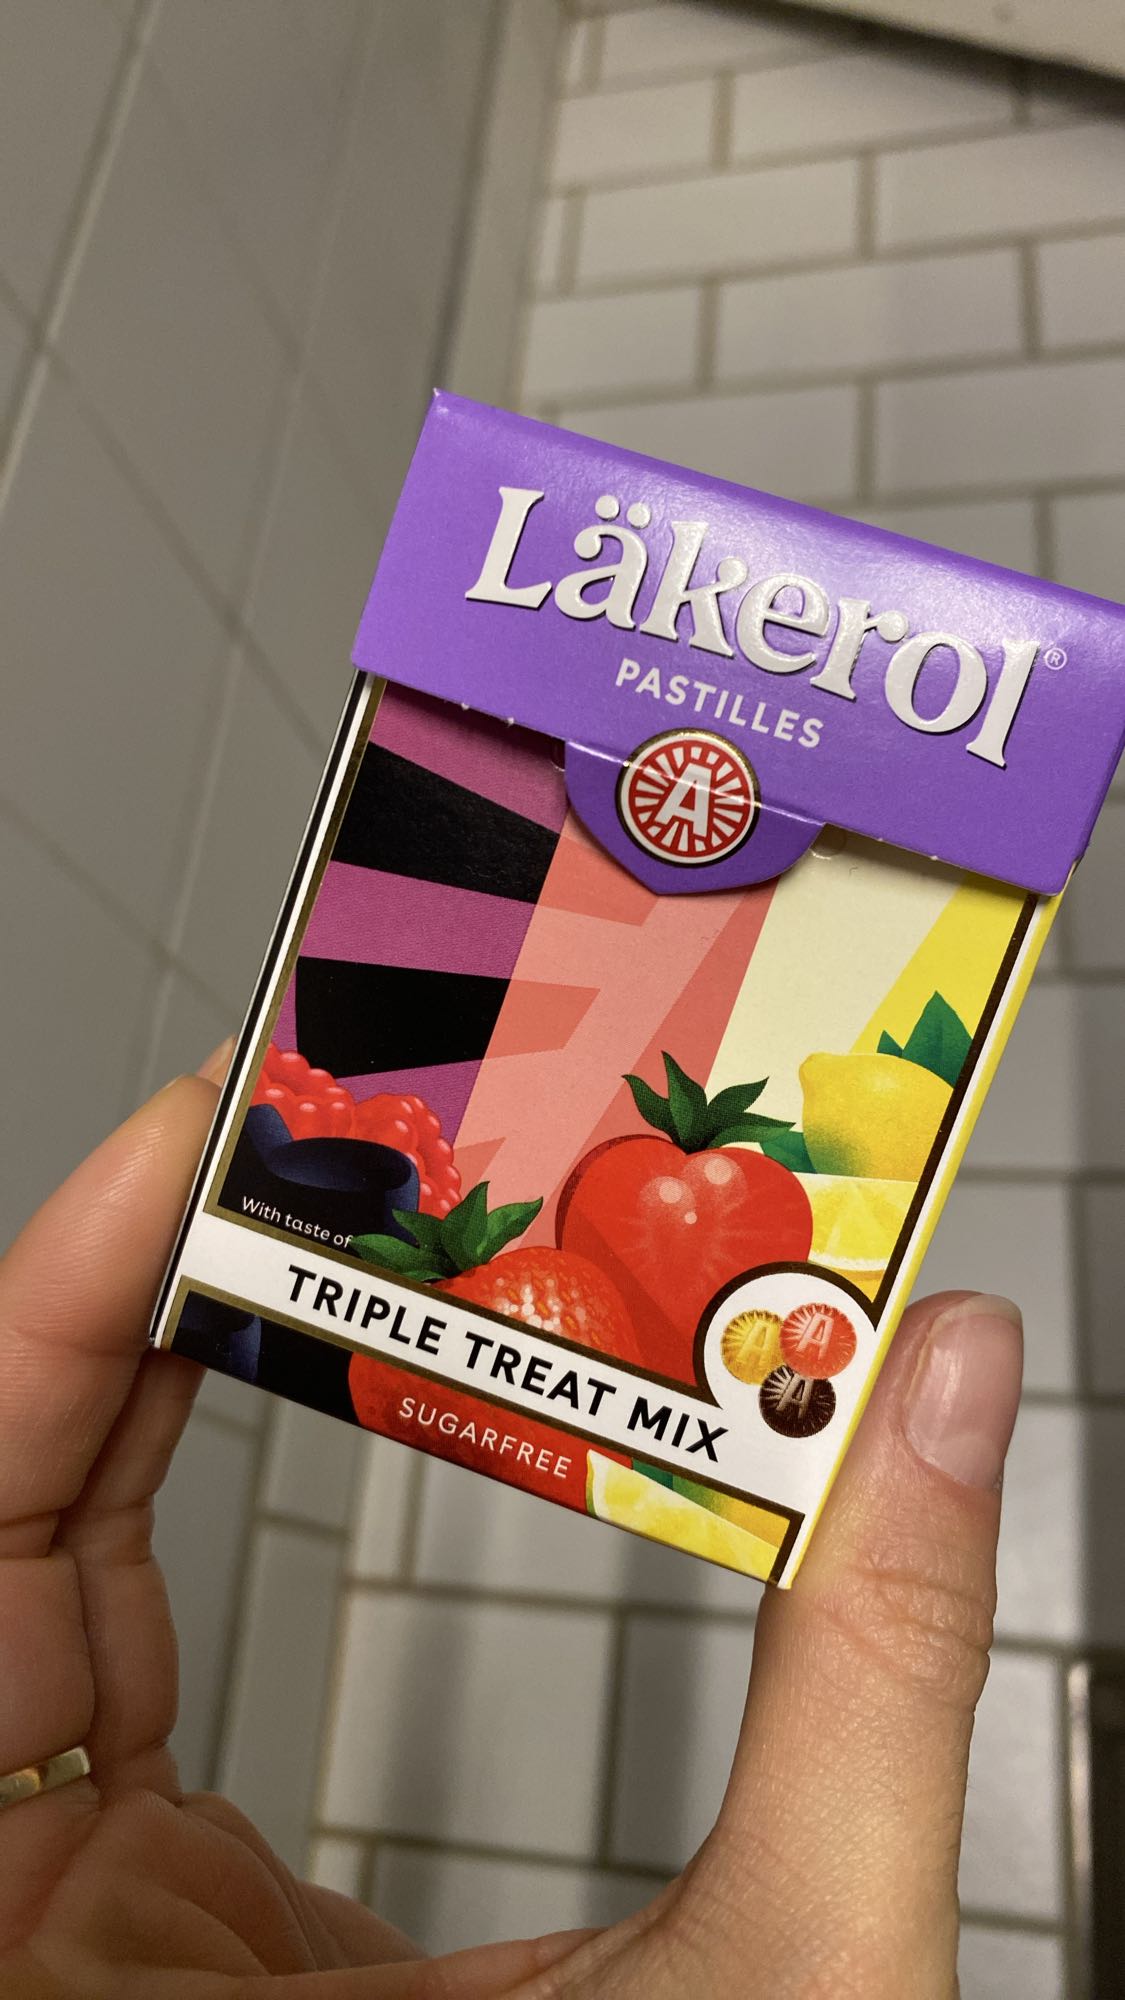 Läkerol®
PASTILLES
A
With taste of
TRIPLE TREAT MIX
A A
A
SUGARFREE